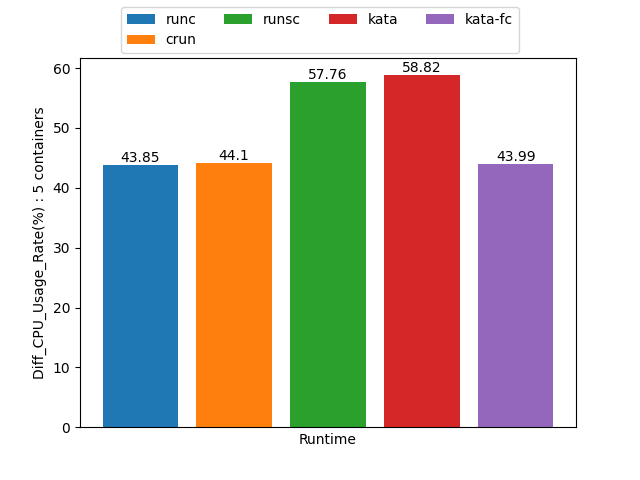 runc
runsc
kata
kata-fc
crun
60
50
40
30
20
10
0
Diff_CPU_Usage_Rate(%) : 5 containers
43.85
44.1
57.76
58.82
43.99
Runtime